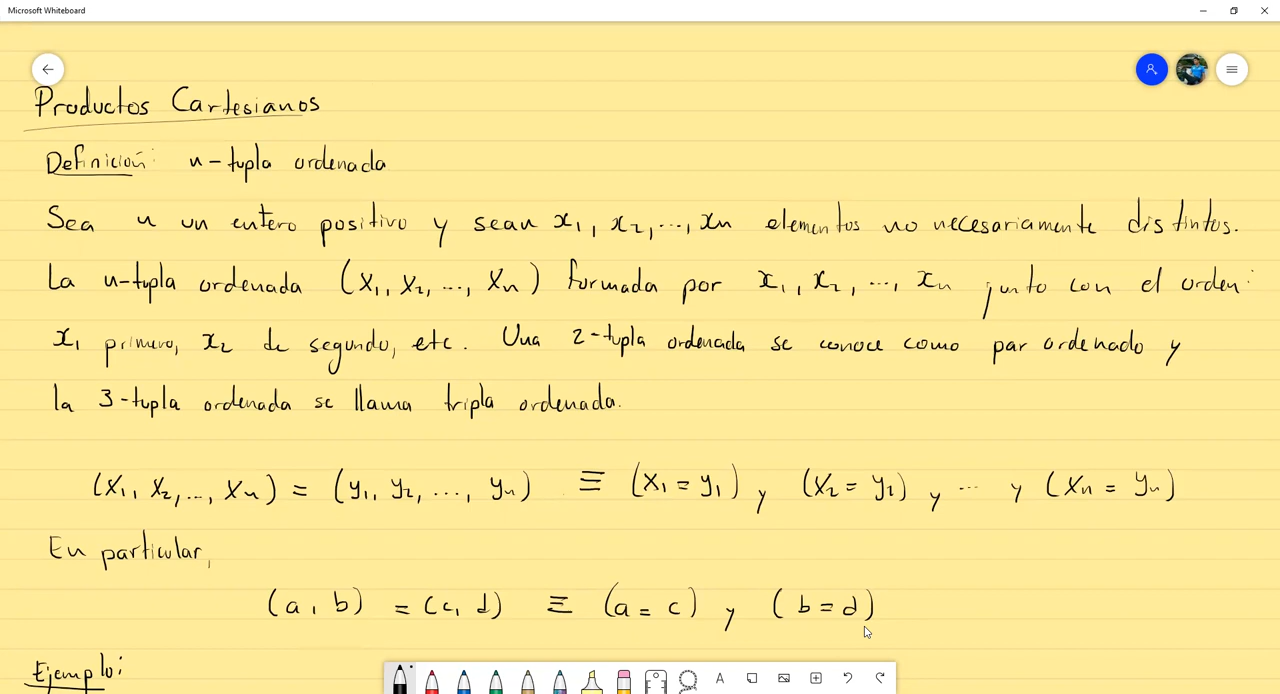 Microsoft Whiteboard
Productos Cartesianos
Definición: n-tupla ordenada
Sea n un entero positivo y sean x₁, x₂, ..., xn elementos no necesariamente distintos.
La n-tupla ordenada (x₁, x₂, ..., xn) formada por x₁, x₂, ..., xn junto con el orden:
x₁ primero, x₂ de segundo, etc. Una 2-tupla ordenada se conoce como par ordenado y
la 3-tupla ordenada se llama tripla ordenada.
(x₁, x₂, ..., xn) = (y₁, y₂, ..., yn) ≡ (x₁ = y₁) y (x₂ = y₂) y ... y (xn = yn)
En particular,
(a, b) = (c, d) ≡ (a = c) y (b = d)
Ejemplo: